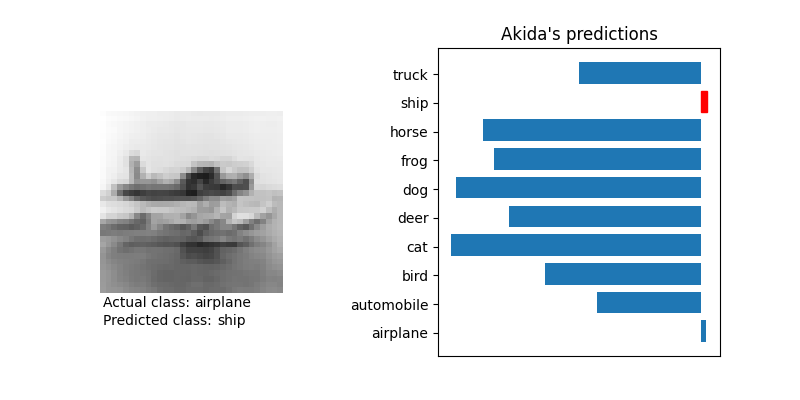 Akida's predictions
truck
ship
horse
frog
dog
deer
cat
bird
automobile
airplane
Actual class: airplane
Predicted class: ship